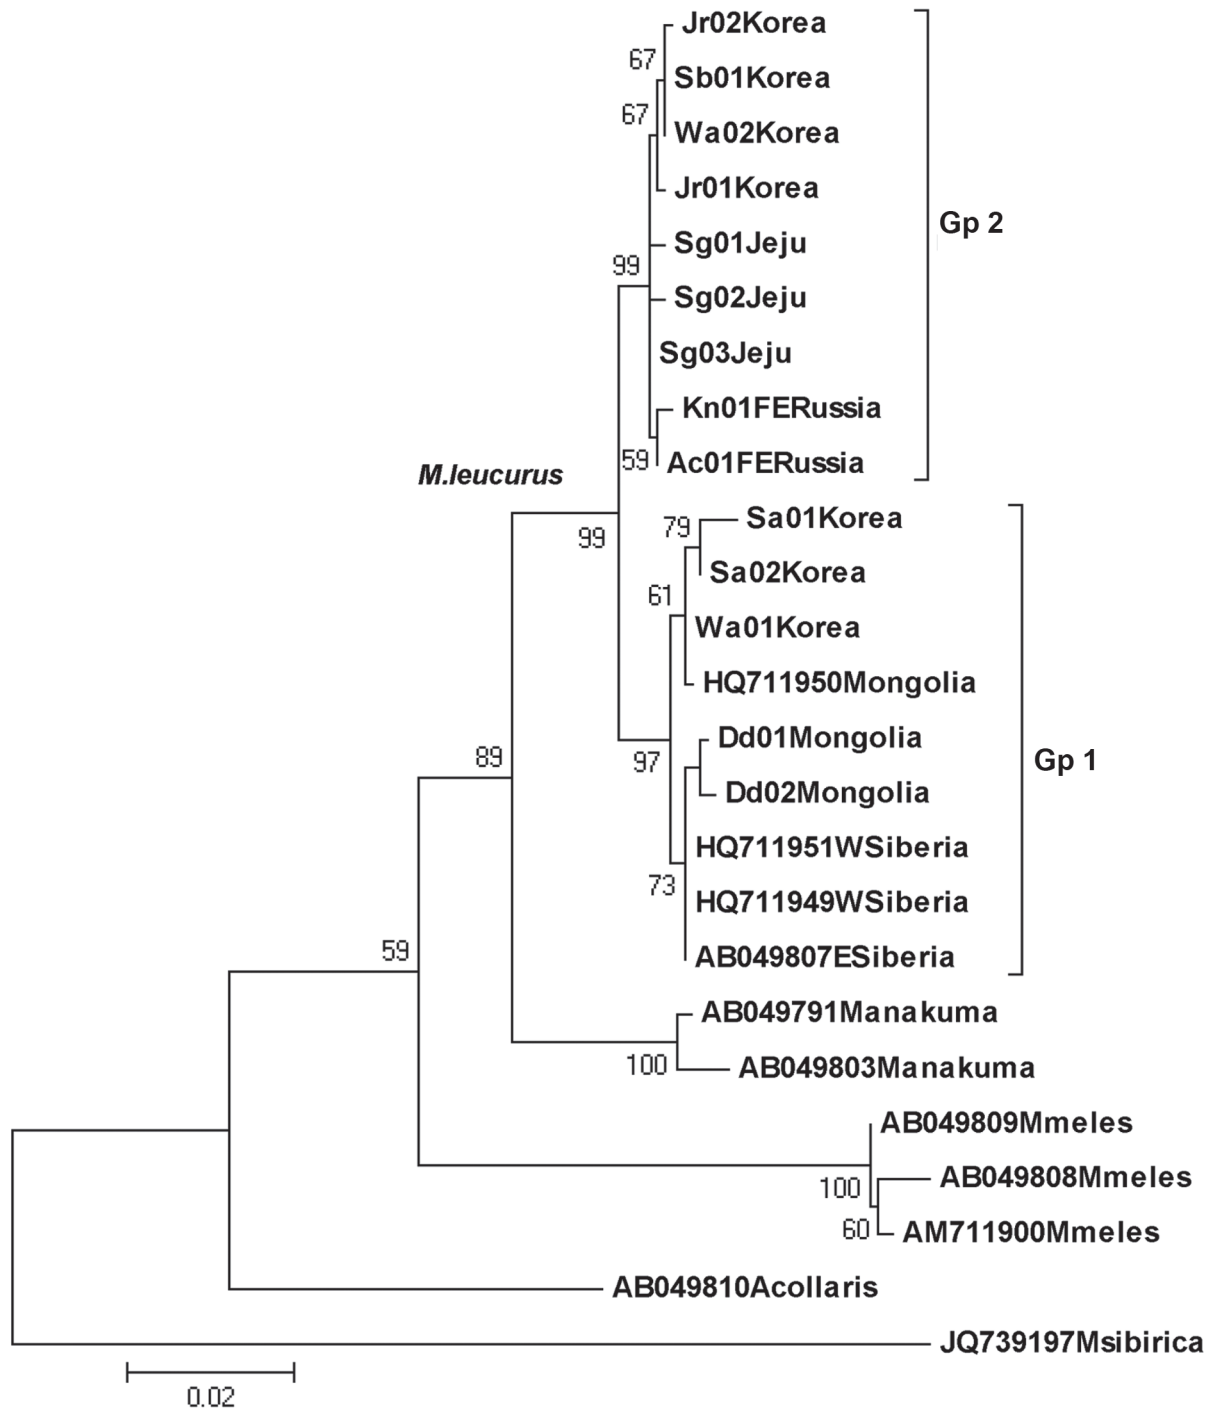 Jr02Korea
67
Sb01Korea
67
Wa02Korea
Jr01Korea
Gp 2
Sg01Jeju
99
Sg02Jeju
Sg03Jeju
Kn01FERussia
59
Ac01FERussia
M.leucurus
99
79
Sa01Korea
Sa02Korea
61
Wa01Korea
HQ711950Mongolia
Dd01Mongolia
89
97
Gp 1
Dd02Mongolia
HQ711951WSiberia
73
HQ711949WSiberia
59
AB049807ESiberia
AB049791Manakuma
100
AB049803Manakuma
AB049809Mmeles
100
AB049808Mmeles
60
AM711900Mmeles
AB049810Acollaris
JQ739197Msibirica
0.02